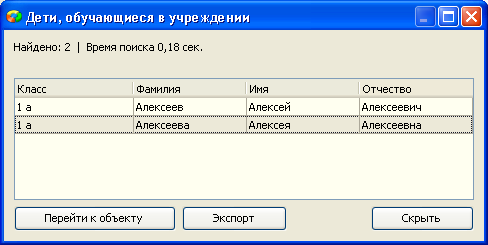 Дети, обучающиеся в учреждении
Найдено: 2 | Время поиска 0,18 сек.
Класс Фамилия Имя Отчество
1 а Алексеев Алексей Алексеевич
1 а Алексеева Алексея Алексеевна
Перейти к объекту Экспорт Скрыть